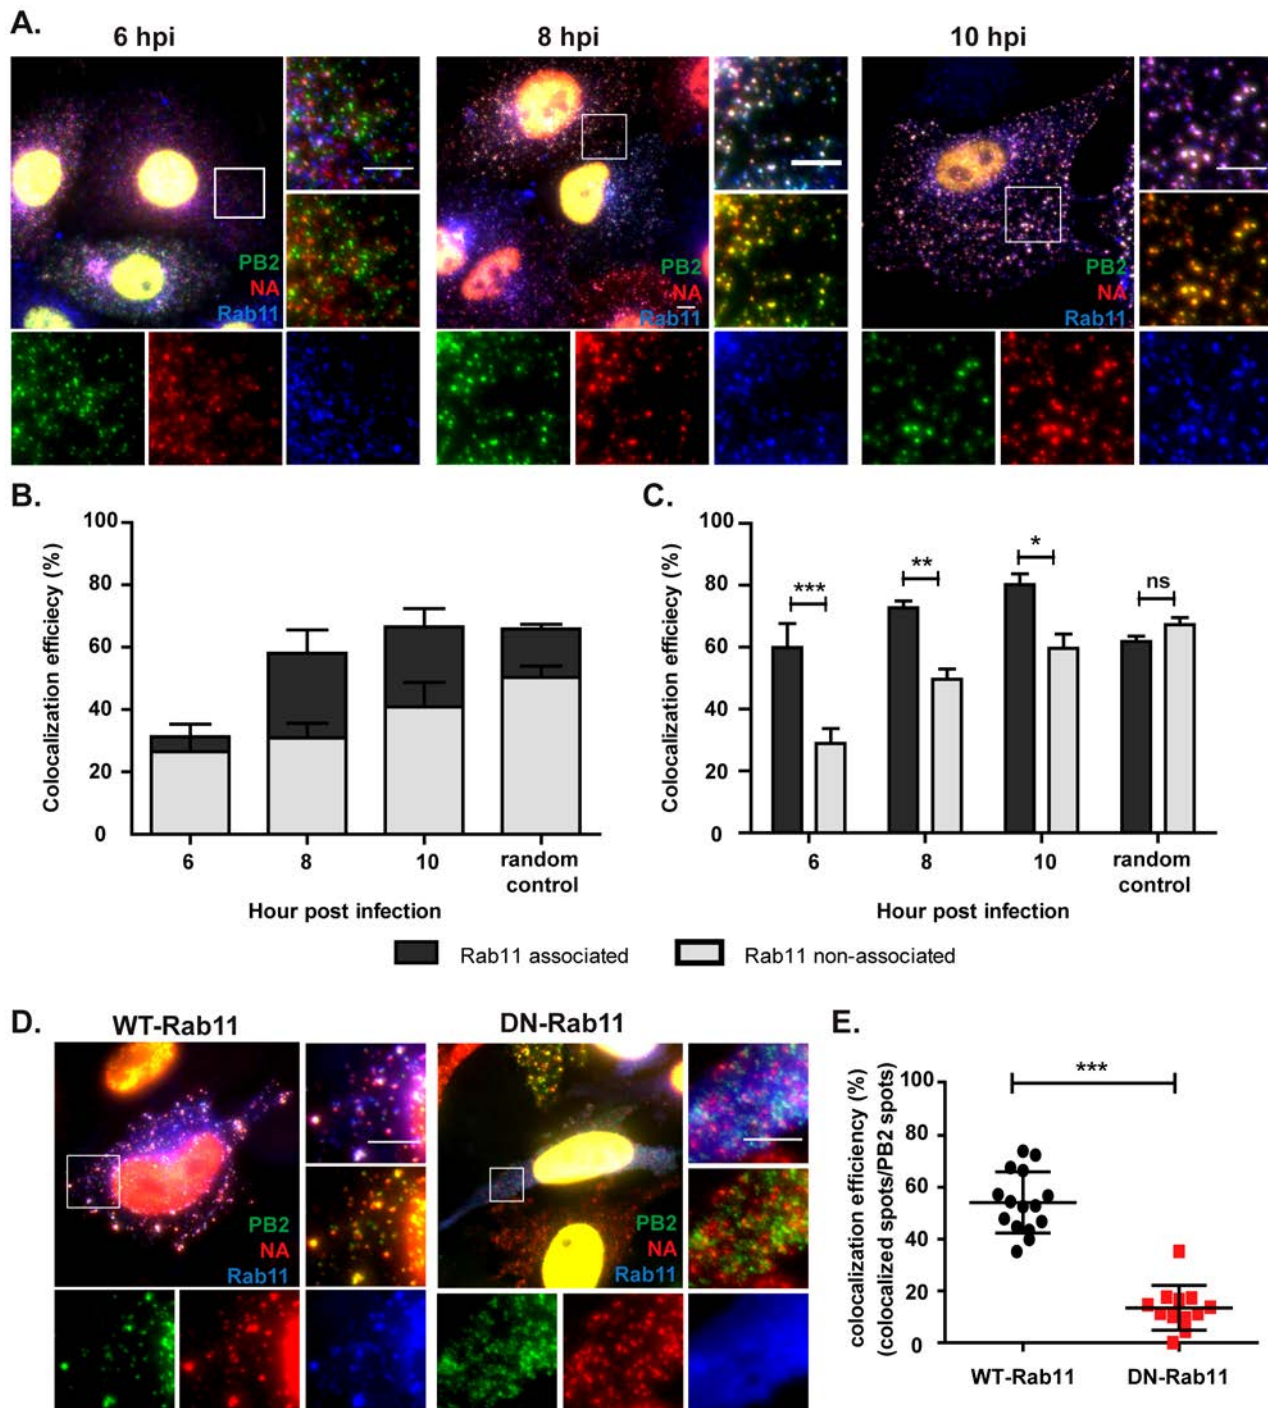 A.
6 hpi
8 hpi
10 hpi
PB2
NA
Rab11
PB2
NA
Rab11
PB2
NA
Rab11
B.
Colocalization efficiecy (%)
100
80
60
40
20
0
6
8
10
random
control
Hour post infection
C.
Colocalization efficiecy (%)
100
80
60
40
20
0
***
**
*
ns
6
8
10
random
control
Hour post infection
Rab11 associated
Rab11 non-associated
D.
WT-Rab11
DN-Rab11
PB2
NA
Rab11
PB2
NA
Rab11
E.
colocalization efficiency (%)
(colocalized spots/PB2 spots)
100
80
60
40
20
0
***
WT-Rab11
DN-Rab11